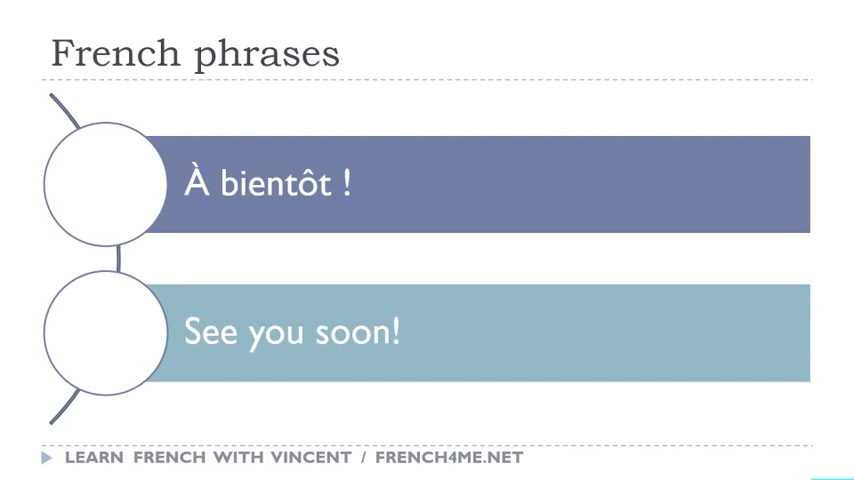 French phrases
À bientôt !
See you soon!
LEARN FRENCH WITH VINCENT / FRENCH4ME.NET